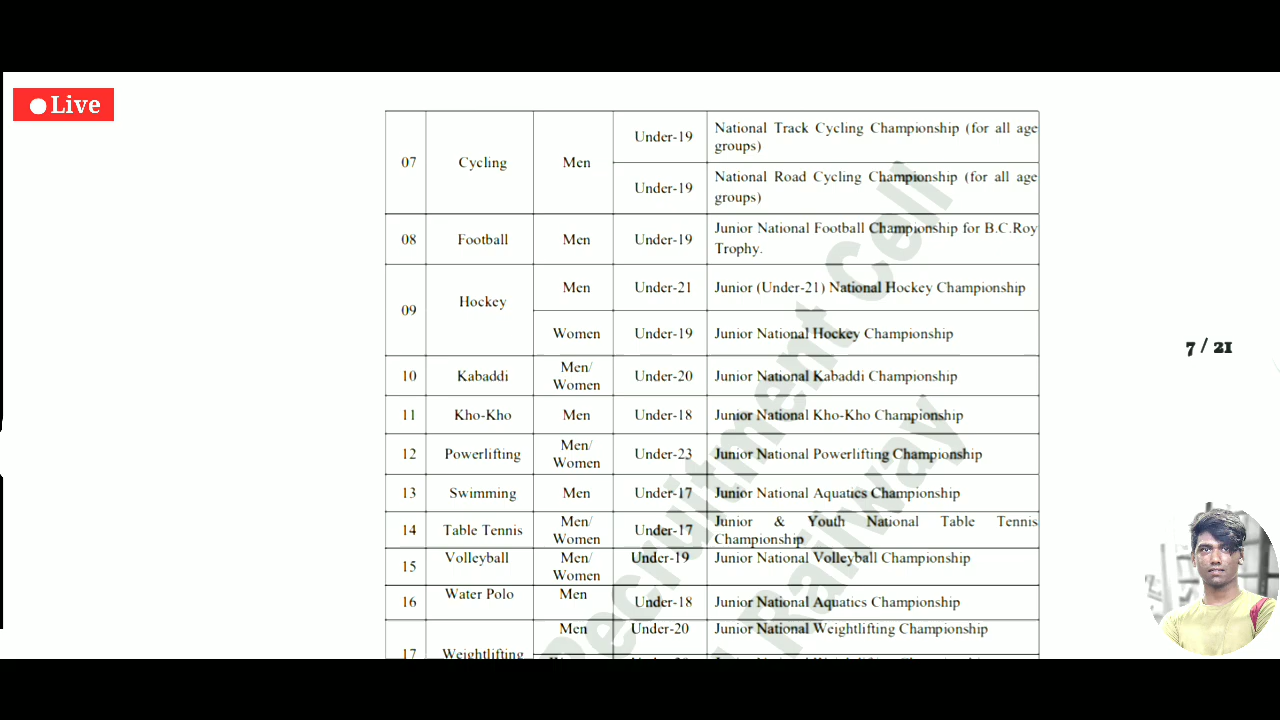 Live
07 Cycling Men Under-19 National Track Cycling Championship (for all age
groups)
Under-19 National Road Cycling Championship (for all age
groups)
08 Football Men Under-19 Junior National Football Championship for B.C.Roy
Trophy.
09 Hockey Men Under-21 Junior (Under-21) National Hockey Championship
Women Under-19 Junior National Hockey Championship
7 / 21
10 Kabaddi Men/
Women Under-20 Junior National Kabaddi Championship
11 Kho-Kho Men Under-18 Junior National Kho-Kho Championship
12 Powerlifting Men/
Women Under-23 Junior National Powerlifting Championship
13 Swimming Men Under-17 Junior National Aquatics Championship
14 Table Tennis Men/
Women Under-17 Junior & Youth National Table Tennis
Championship
15 Volleyball Men/
Women Under-19 Junior National Volleyball Championship
16 Water Polo Men Under-18 Junior National Aquatics Championship
17 Weightlifting Men Under-20 Junior National Weightlifting Championship
Recruitment Cell
Railway